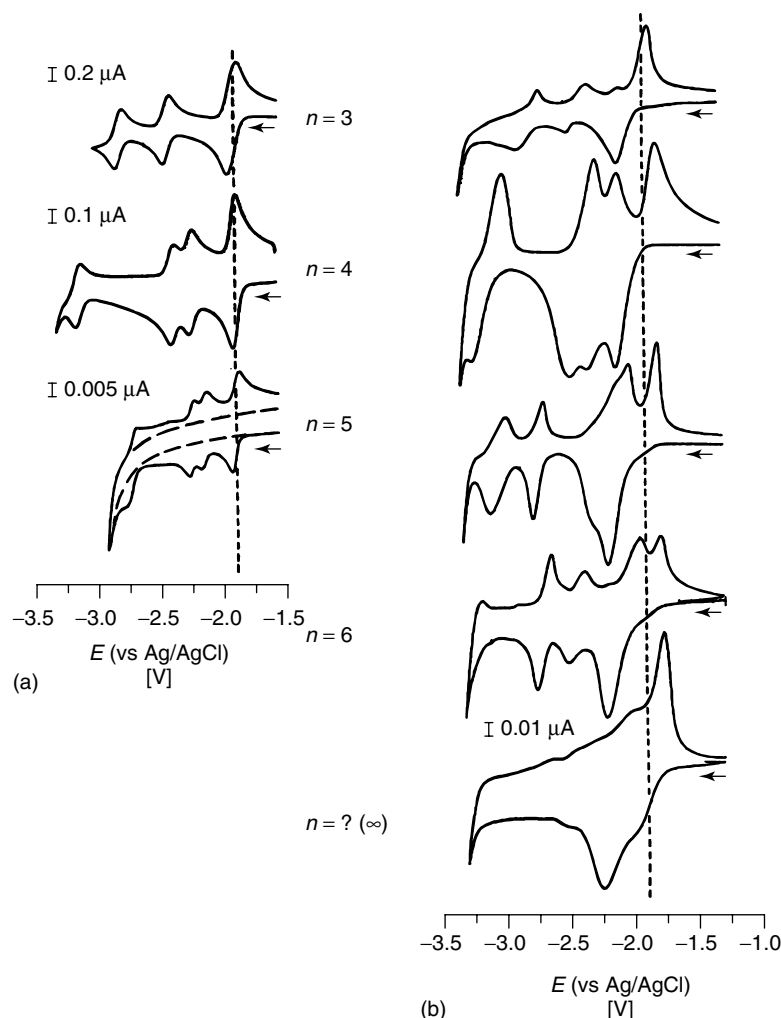 0.2 μA
n = 3
0.1 μA
n = 4
0.005 μA
n = 5
−3.5 −3.0 −2.5 −2.0 −1.5
E (vs Ag/AgCl)
[V]
(a)
n = 6
0.01 μA
n = ? (∞)
−3.5 −3.0 −2.5 −2.0 −1.5 −1.0
E (vs Ag/AgCl)
[V]
(b)